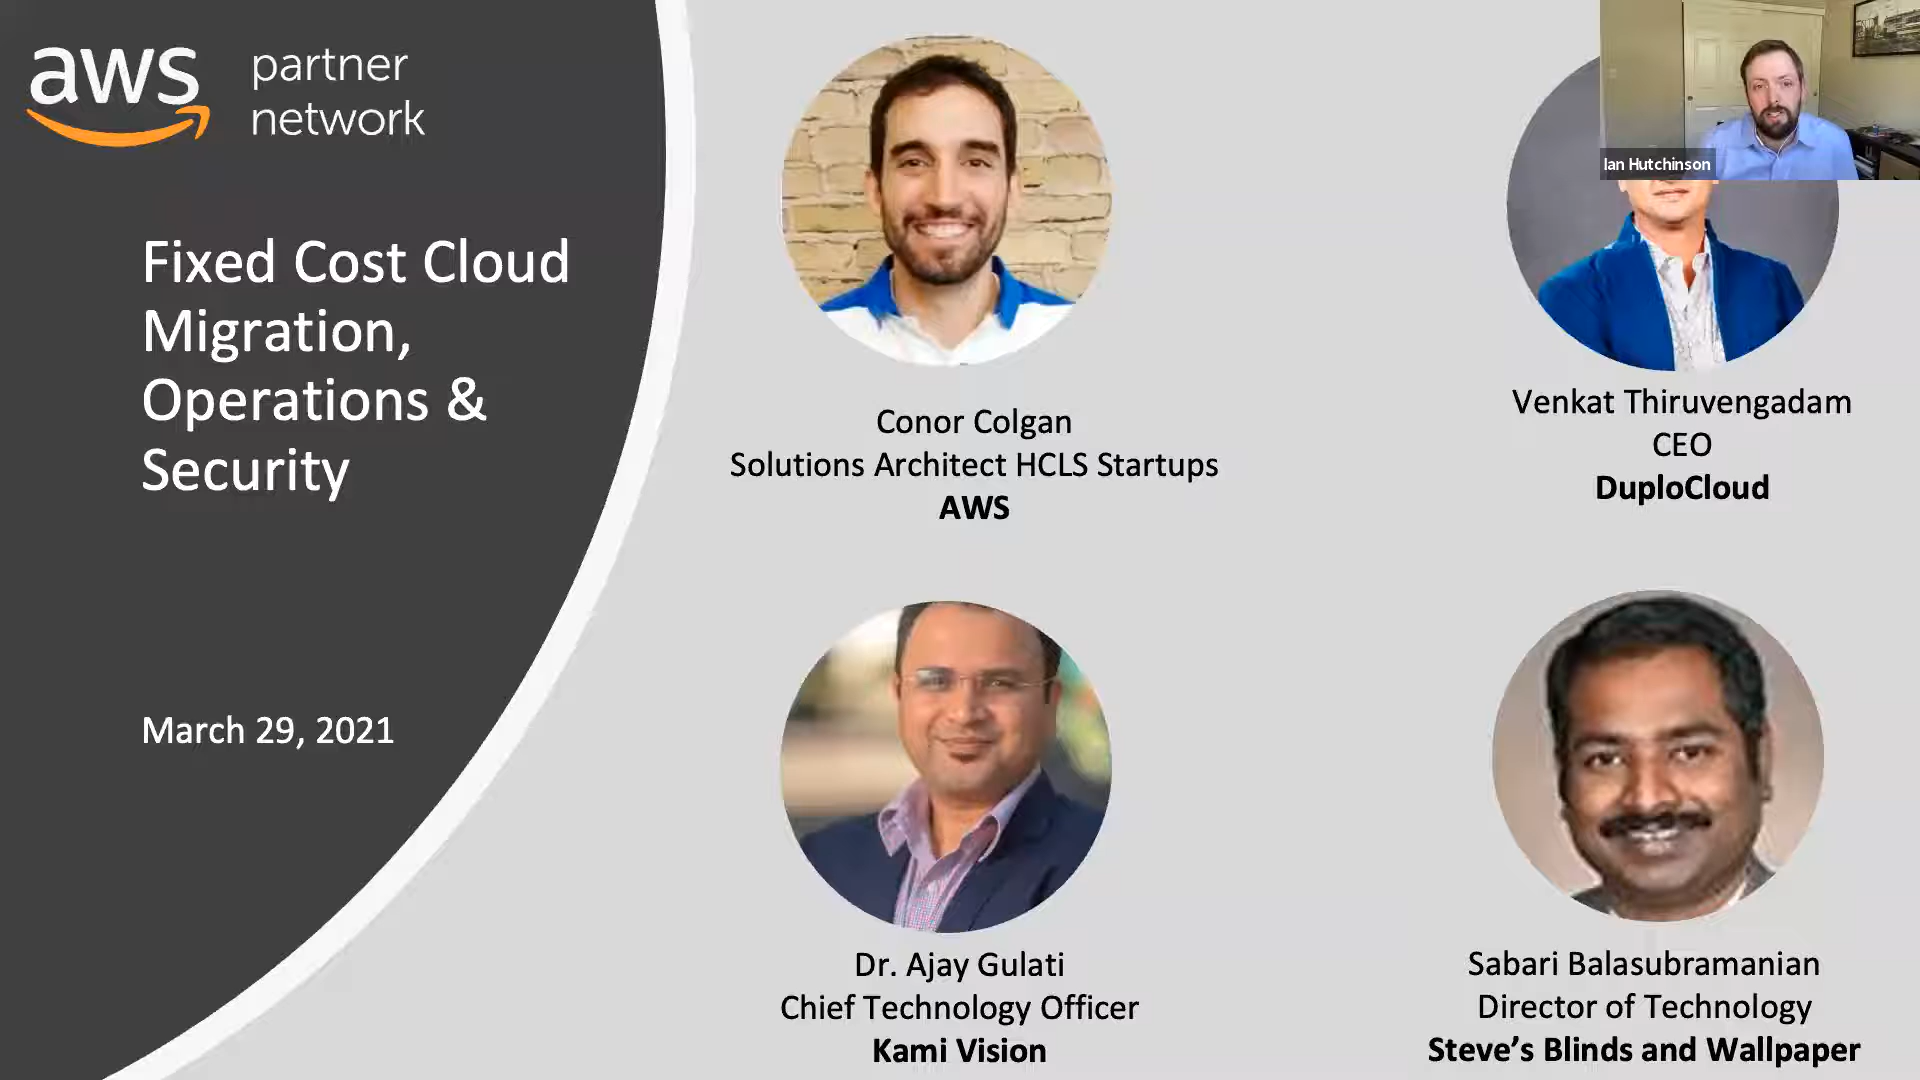 aws
partner
network
Fixed Cost Cloud
Migration,
Operations &
Security
March 29, 2021
Conor Colgan
Solutions Architect HCLS Startups
AWS
Ian Hutchinson
Venkat Thiruvengadam
CEO
DuploCloud
Dr. Ajay Gulati
Chief Technology Officer
Kami Vision
Sabari Balasubramanian
Director of Technology
Steve’s Blinds and Wallpaper